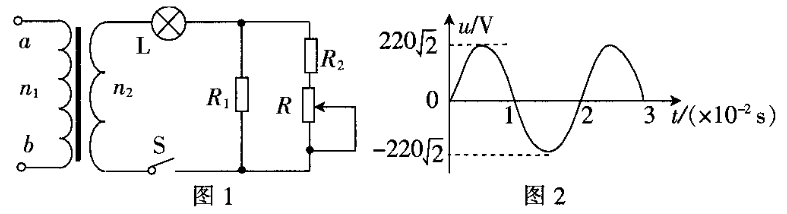 a
b
n₁
n₂
L
S
R₁
R₂
R
图 1
u/V
220√2
0
-220√2
1
2
3
t/(×10⁻² s)
图 2